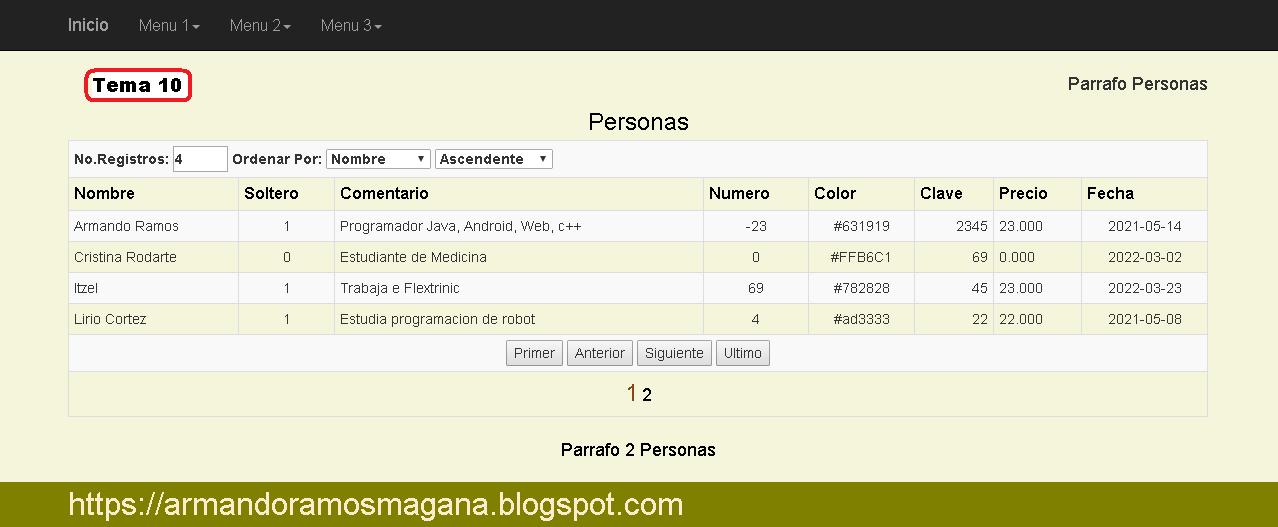 Inicio Menu 1 Menu 2 Menu 3
Tema 10
Parrafo Personas
Personas
No.Registros: 4 Ordenar Por: Nombre Ascendente
Nombre Soltero Comentario Numero Color Clave Precio Fecha
Armando Ramos 1 Programador Java, Android, Web, c++ -23 #631919 2345 23.000 2021-05-14
Cristina Rodarte 0 Estudiante de Medicina 0 #FFB6C1 69 0.000 2022-03-02
Itzel 1 Trabaja e Flextrinic 69 #782828 45 23.000 2022-03-23
Lirio Cortez 1 Estudia programacion de robot 4 #ad3333 22 22.000 2021-05-08
Primer Anterior Siguiente Ultimo
1 2
Parrafo 2 Personas
https://armandoramosmagana.blogspot.com